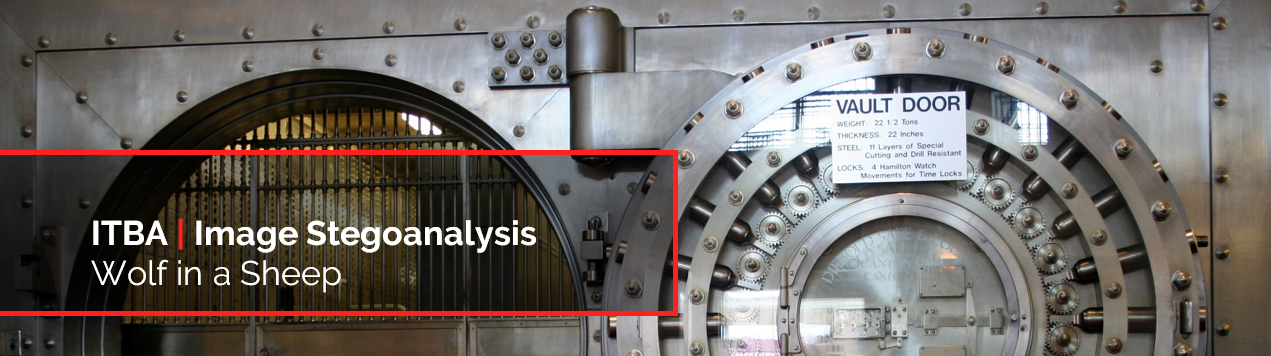 VAULT DOOR
WEIGHT: 22 1/2 Tons
THICKNESS: 22 Inches
STEEL: 11 Layers of Special
Cutting and Drill Resistant
LOCKS: 4 Hamilton Watch
Movements for Time Locks
ITBA | Image Stegoanalysis
Wolf in a Sheep